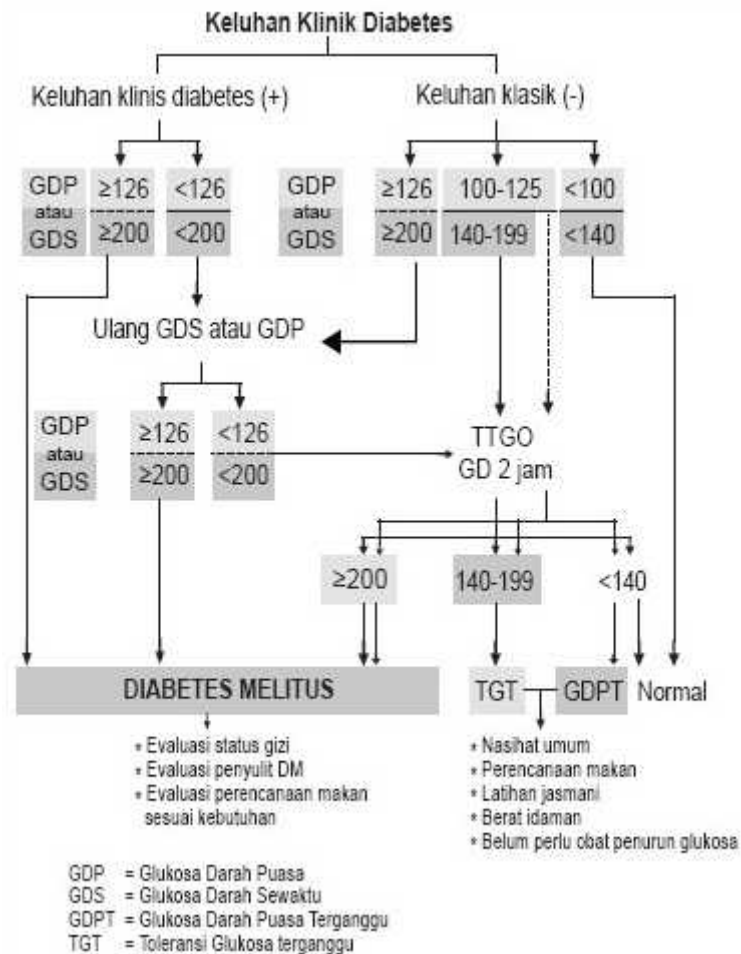 Keluhan Klinik Diabetes
Keluhan klinis diabetes (+)
Keluhan klasik (-)
GDP
atau
GDS
≥126
<126
≥200
<200
GDP
atau
GDS
≥126
100-125
<100
≥200
140-199
<140
Ulang GDS atau GDP
GDP
atau
GDS
≥126
<126
≥200
<200
TTGO
GD 2 jam
≥200
140-199
<140
DIABETES MELITUS
TGT
GDPT
Normal
* Evaluasi status gizi
* Evaluasi penyulit DM
* Evaluasi perencanaan makan
sesuai kebutuhan
* Nasihat umum
* Perencanaan makan
* Latihan jasmani
* Berat idaman
* Belum perlu obat penurun glukosa
GDP = Glukosa Darah Puasa
GDS = Glukosa Darah Sewaktu
GDPT = Glukosa Darah Puasa Terganggu
TGT = Toleransi Glukosa terganggu